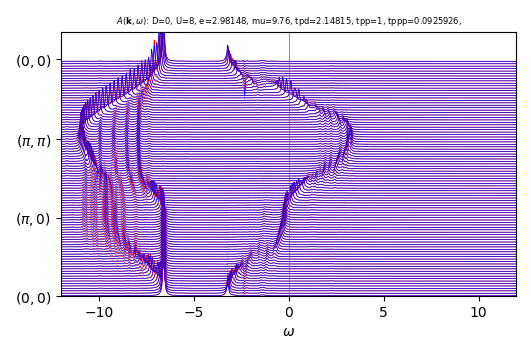 A(k, ω): D=0, U=8, e=2.98148, mu=9.76, tpd=2.14815, tpp=1, tppp=0.0925926,
(0, 0)
(π, π)
(π, 0)
(0, 0)
−10 −5 0 5 10
ω